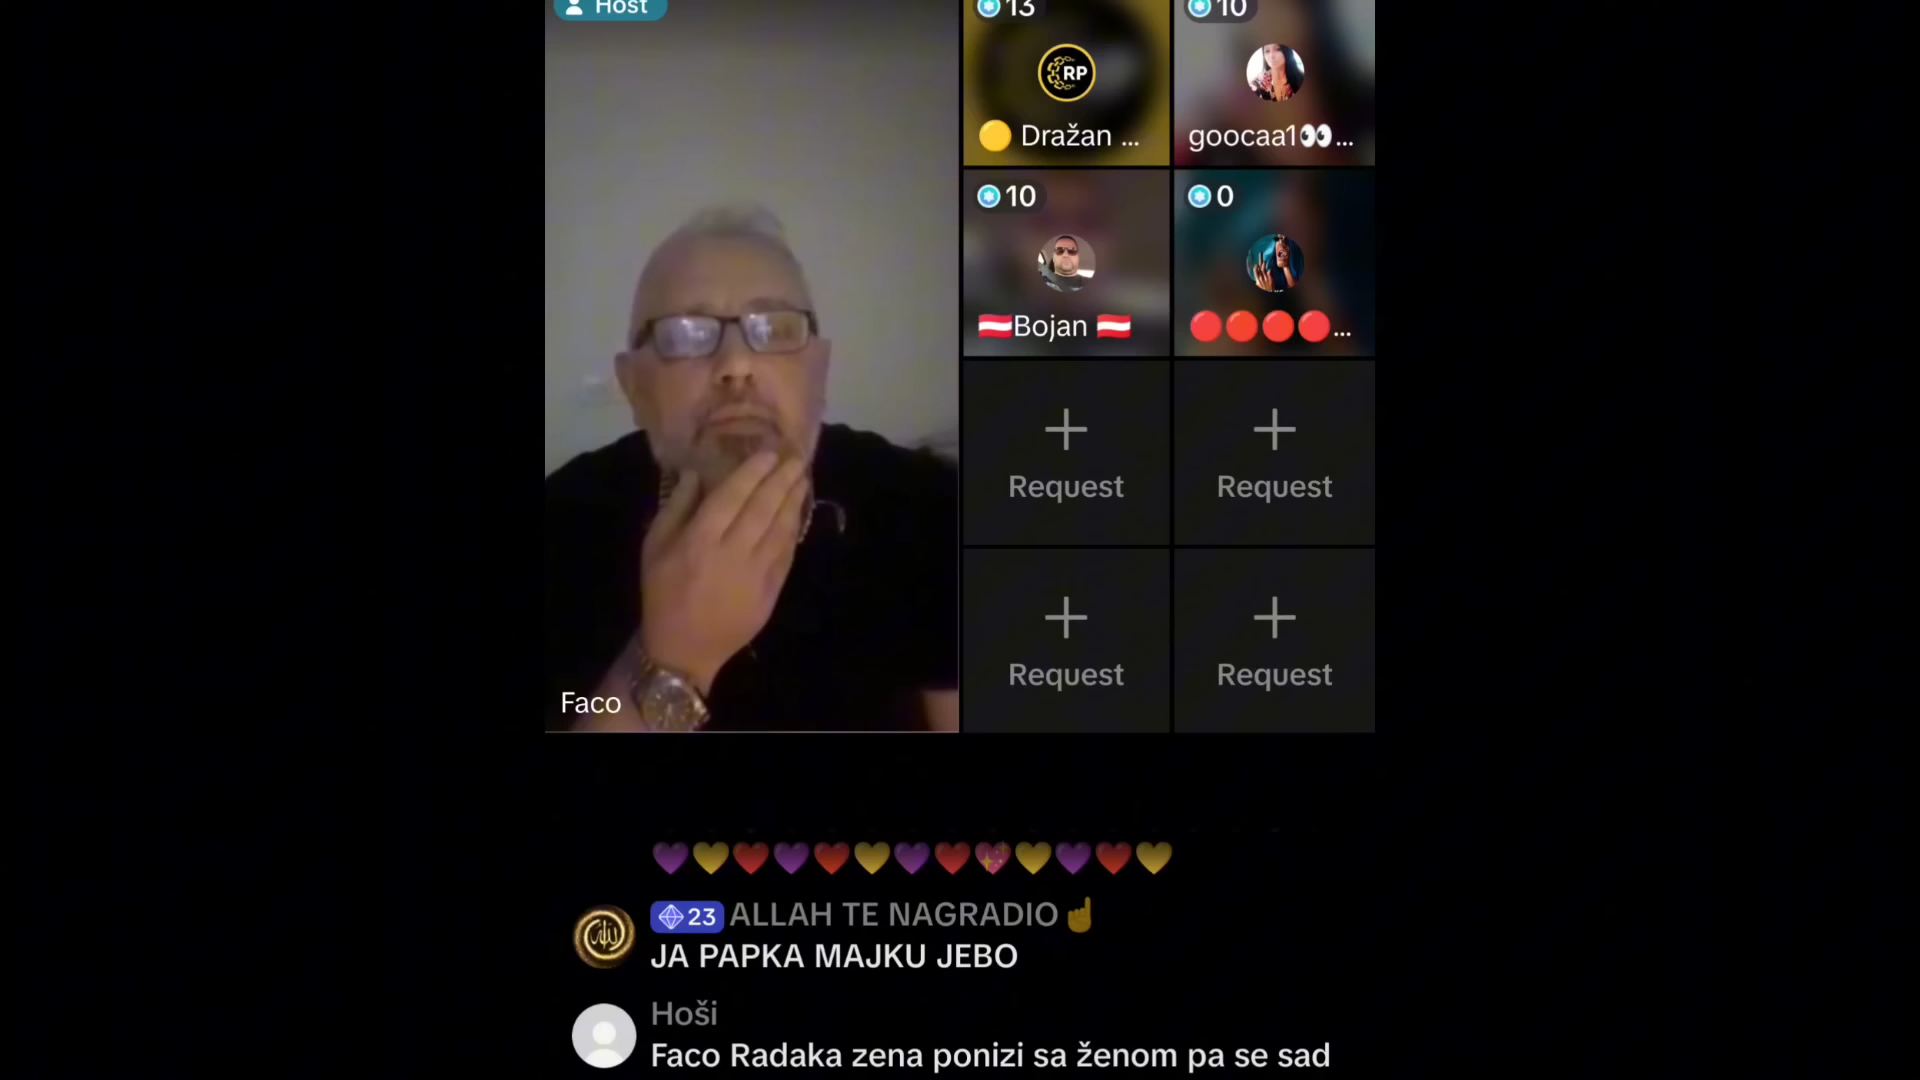 Host
13
10
RP
Dražan ...
goocaa1👀...
10
0
🇦🇹Bojan 🇦🇹
🔴🔴🔴🔴...
Request
Request
Request
Request
Faco
💜💛❤️💜❤️💛💜❤️💖💛💜❤️💛
23 ALLAH TE NAGRADIO☝️
JA PAPKA MAJKU JEBO
Hoši
Faco Radaka zena ponizi sa ženom pa se sad